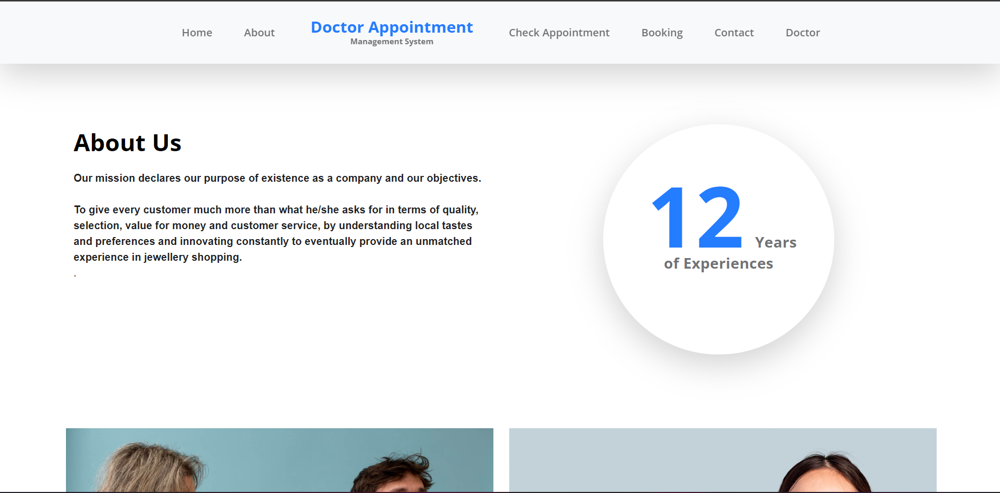 Home About Doctor Appointment Check Appointment Booking Contact Doctor
Management System
About Us
Our mission declares our purpose of existence as a company and our objectives.
To give every customer much more than what he/she asks for in terms of quality,
selection, value for money and customer service, by understanding local tastes
and preferences and innovating constantly to eventually provide an unmatched
experience in jewellery shopping.
.
12 Years
of Experiences